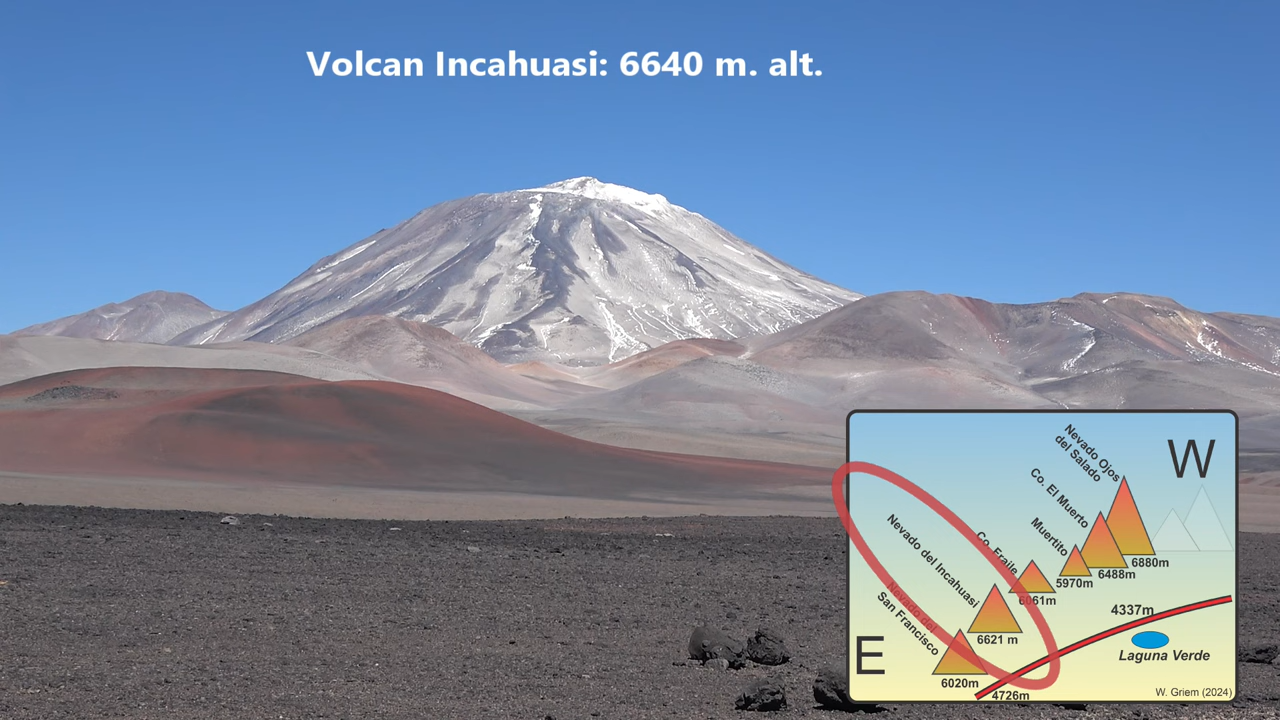 Volcan Incahuasi: 6640 m. alt.
W
Nevado Ojos
del Salado
Co. El Muerto
Muertito
Co. Fraile
Nevado del Incahuasi
Nevado del
San Francisco
6880m
6488m
5970m
6061m
6621 m
6020m
4337m
4726m
Laguna Verde
E
W. Griem (2024)